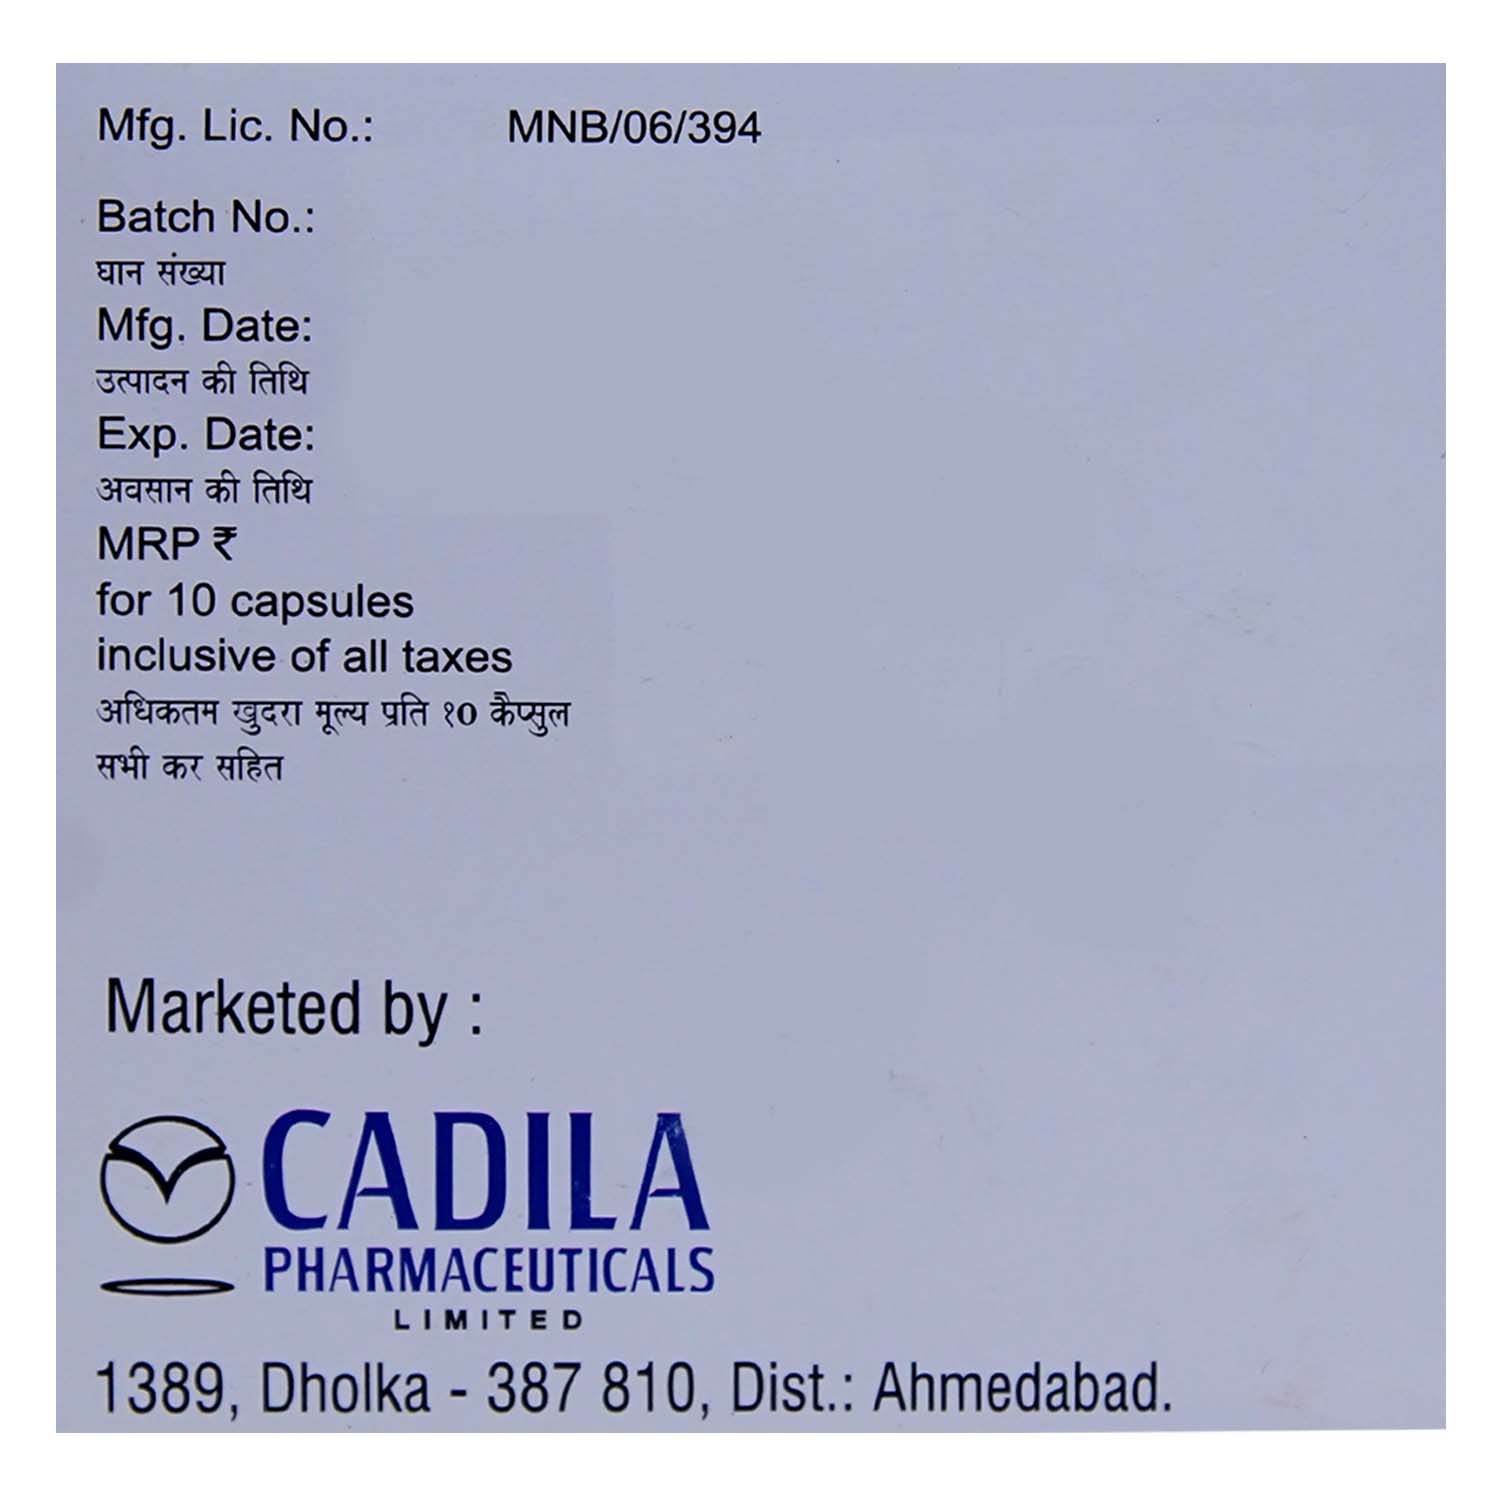 Mfg. Lic. No.: MNB/06/394
Batch No.:
घान संख्या
Mfg. Date:
उत्पादन की तिथि
Exp. Date:
अवसान की तिथि
MRP ₹
for 10 capsules
inclusive of all taxes
अधिकतम खुदरा मूल्य प्रति १० कैप्सुल
सभी कर सहित
Marketed by :
CADILA
PHARMACEUTICALS
LIMITED
1389, Dholka - 387 810, Dist.: Ahmedabad.